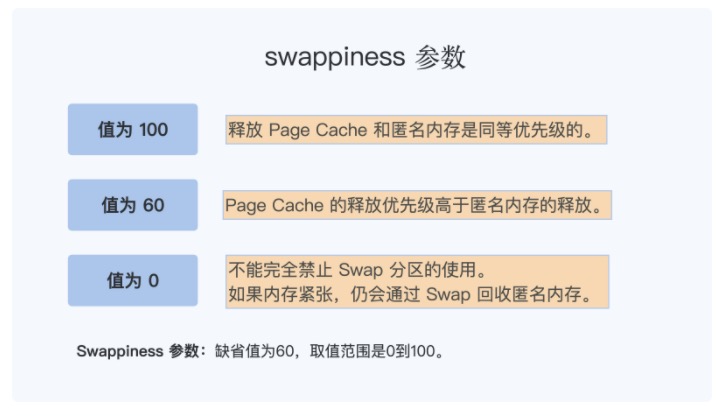 swappiness 参数
值为 100
释放 Page Cache 和匿名内存是同等优先级的。
值为 60
Page Cache 的释放优先级高于匿名内存的释放。
值为 0
不能完全禁止 Swap 分区的使用。
如果内存紧张，仍会通过 Swap 回收匿名内存。
Swappiness 参数：缺省值为60，取值范围是0到100。